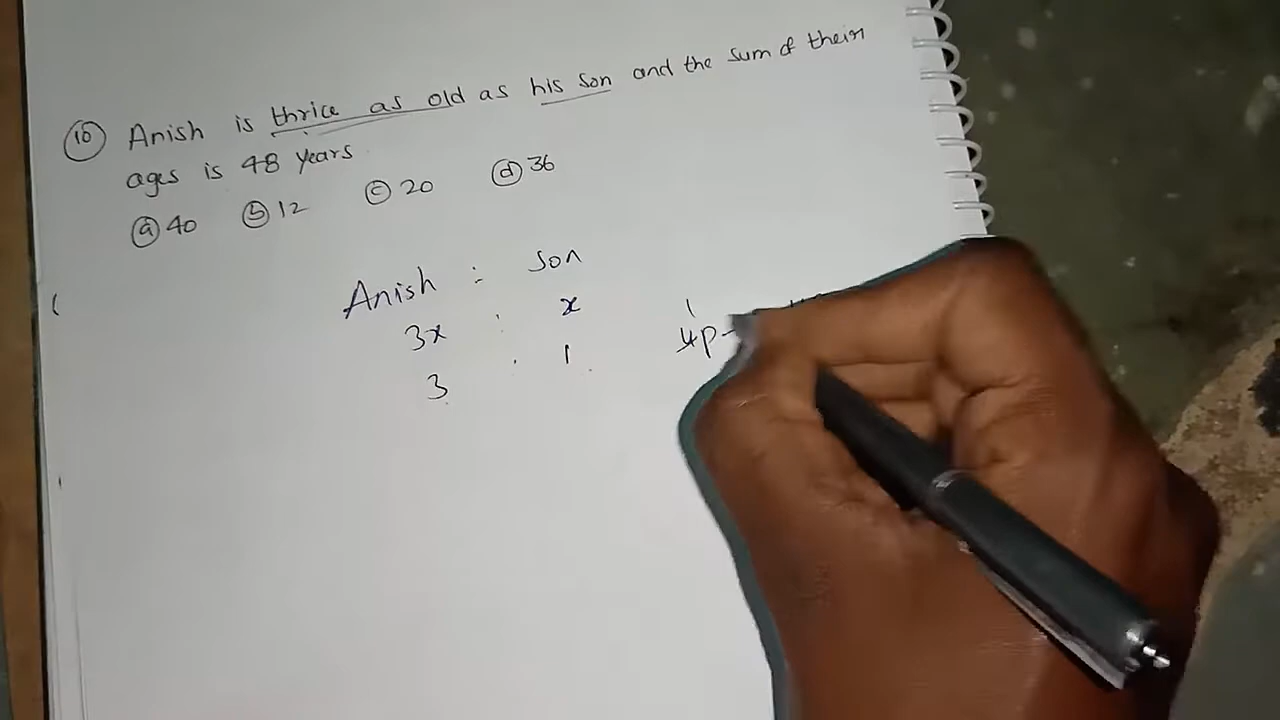 (16) Anish is thrice as old as his son and the sum of their
ages is 48 years
(a) 40 (b) 12 (c) 20 (d) 36
Anish : Son
3x : x
3 : 1
1
4p-